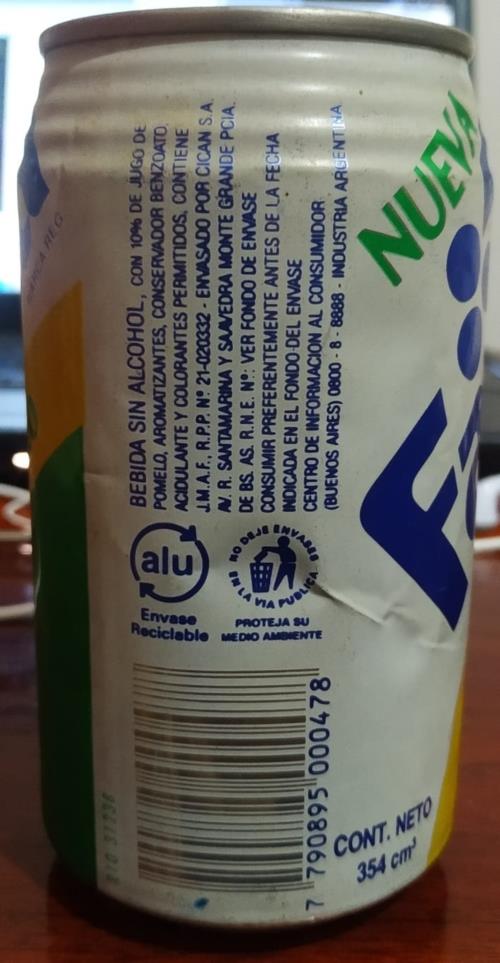 BEBIDA SIN ALCOHOL, CON 10% DE JUGO DE
POMELO, AROMATIZANTES, CONSERVADOR BENZOATO,
ACIDULANTE Y COLORANTES PERMITIDOS, CONTIENE
J.M.A.F., R.P.P. Nº 21-020332 - ENVASADO POR CICAN S.A.
AV. R. SANTAMARINA Y SAAVEDRA MONTE GRANDE PCIA.
DE BS. AS. R.N.E. Nº: VER FONDO DE ENVASE
CONSUMIR PREFERENTEMENTE ANTES DE LA FECHA
INDICADA EN EL FONDO DEL ENVASE
CENTRO DE INFORMACION AL CONSUMIDOR
(BUENOS AIRES) 0800 - 8 - 8888 - INDUSTRIA ARGENTINA
NUEVA
alu
Envase
Reciclable
NO DEJE ENVASES
EN LA VIA PUBLICA
PROTEJA SU
MEDIO AMBIENTE
7 790895 000478
CONT. NETO
354 cm³